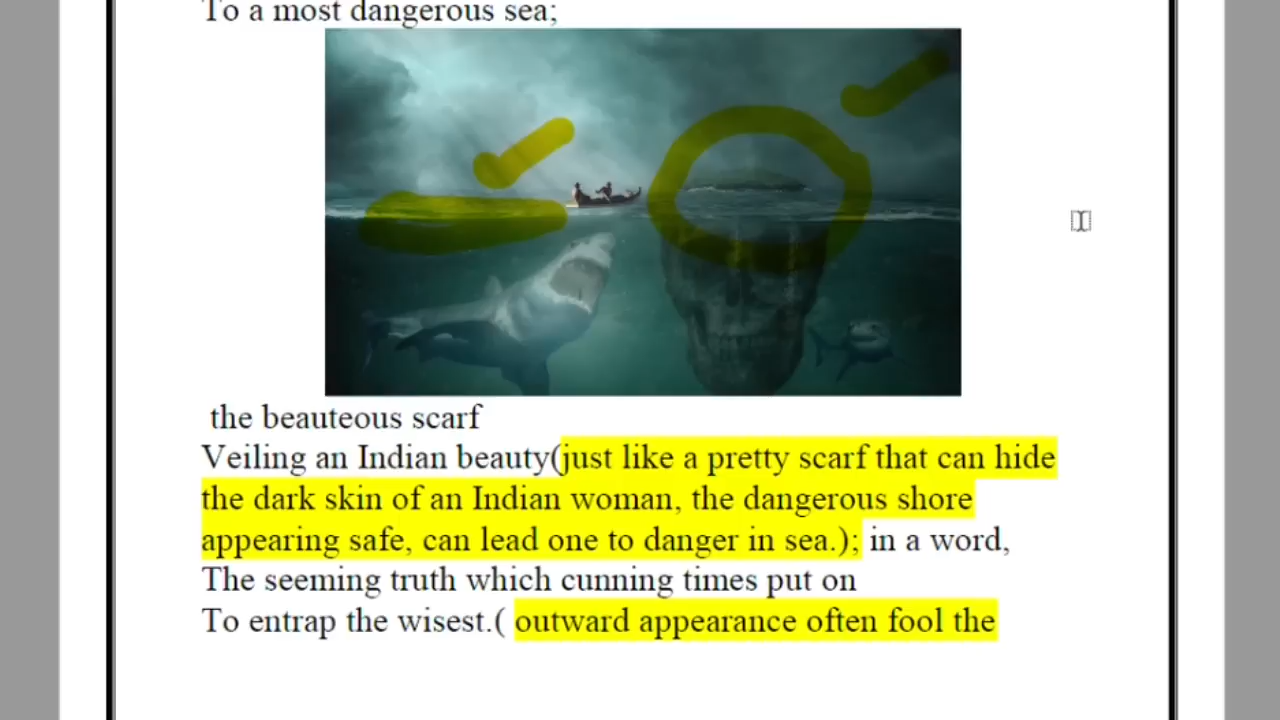 To a most dangerous sea;
the beauteous scarf
Veiling an Indian beauty(just like a pretty scarf that can hide
the dark skin of an Indian woman, the dangerous shore
appearing safe, can lead one to danger in sea.); in a word,
The seeming truth which cunning times put on
To entrap the wisest.( outward appearance often fool the